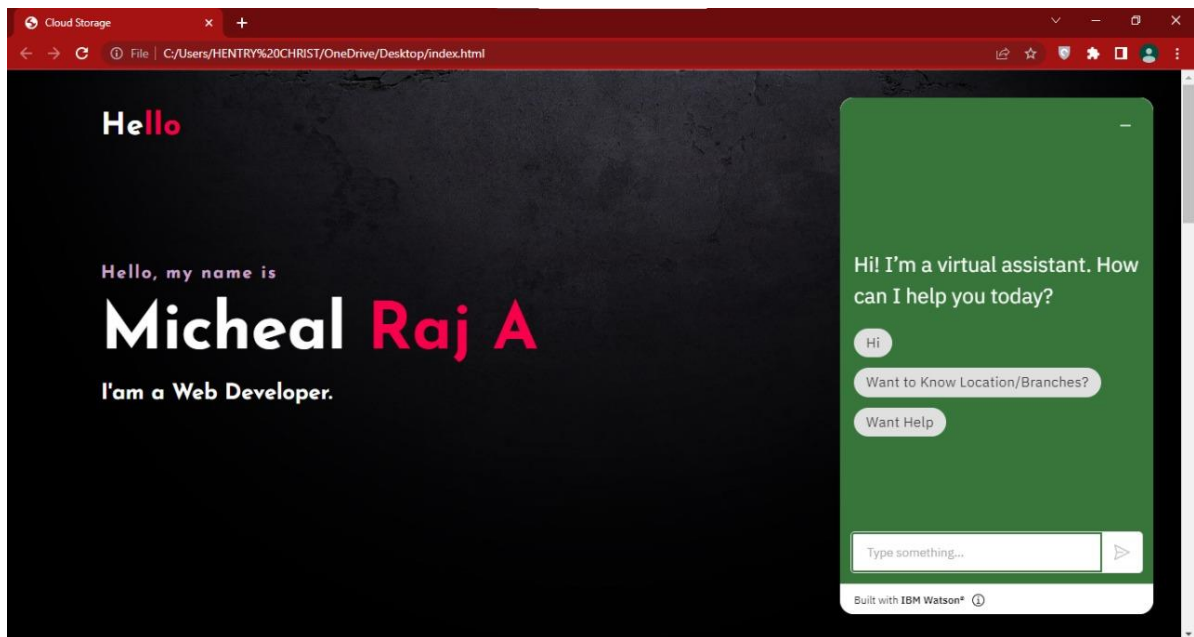 Cloud Storage
File | C:/Users/HENTRY%20CHRIST/OneDrive/Desktop/index.html
Hello
Hello, my name is
Micheal Raj A
I'am a Web Developer.
Hi! I'm a virtual assistant. How
can I help you today?
Hi
Want to Know Location/Branches?
Want Help
Type something...
Built with IBM Watson®